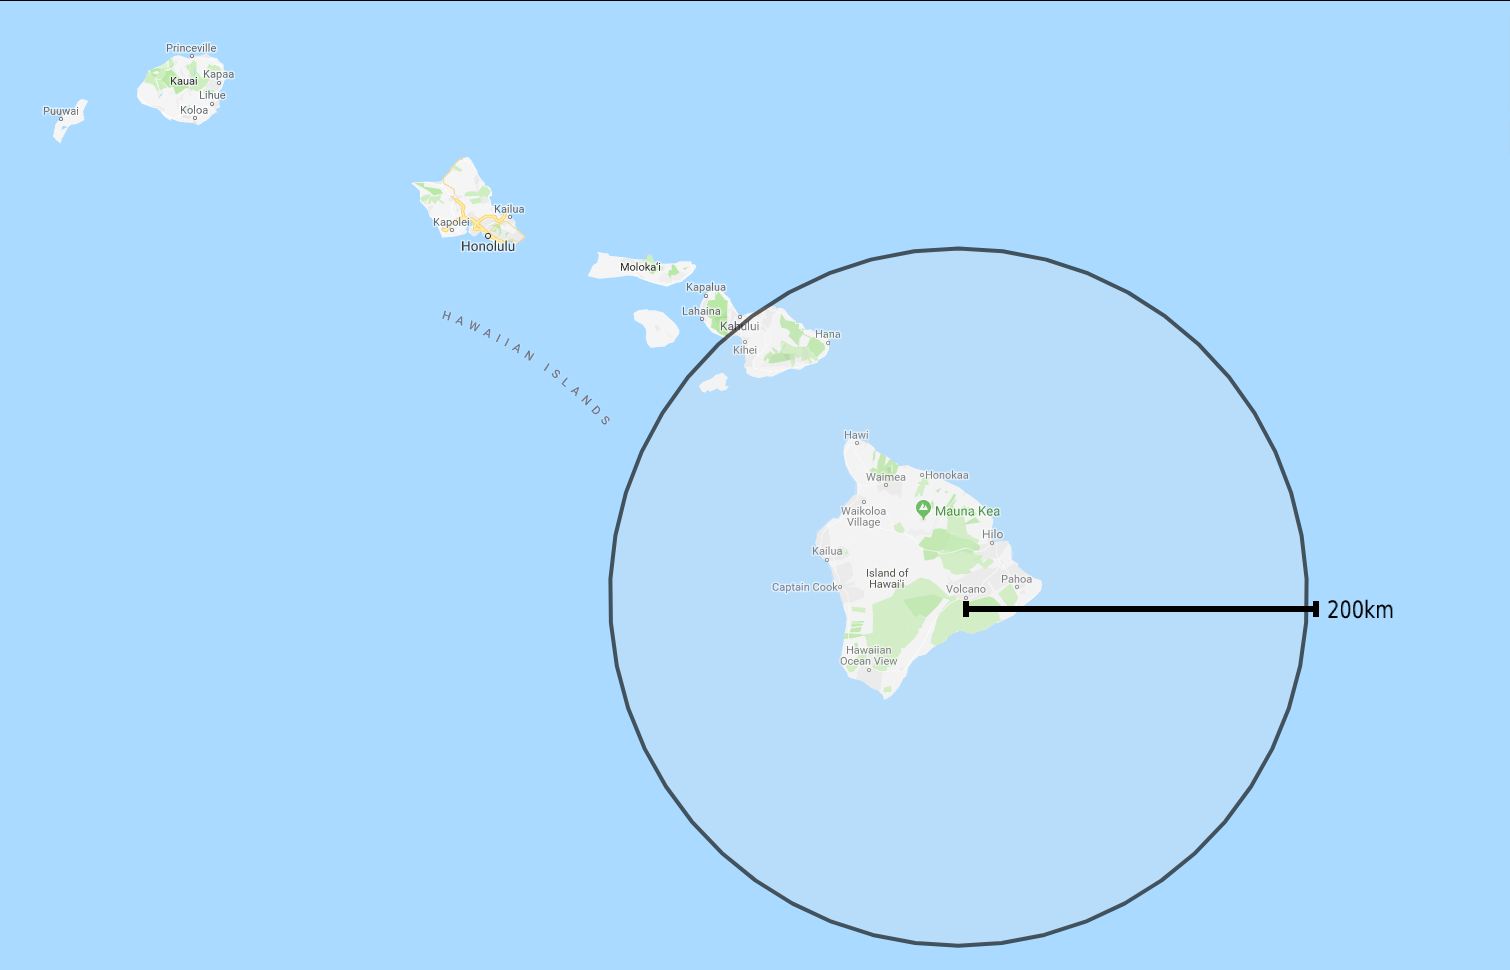 Princeville
Kapaa
Kauai
Lihue
Puuwai
Koloa
Kailua
Kapolei
Honolulu
Moloka'i
Kapalua
Lahaina
Kahului
Hana
Kihei
HAWAIIAN ISLANDS
Hawi
Waimea
Honokaa
Waikoloa
Village
Mauna Kea
Hilo
Kailua
Island of
Hawai'i
Captain Cook
Volcano
Pahoa
200km
Hawaiian
Ocean View